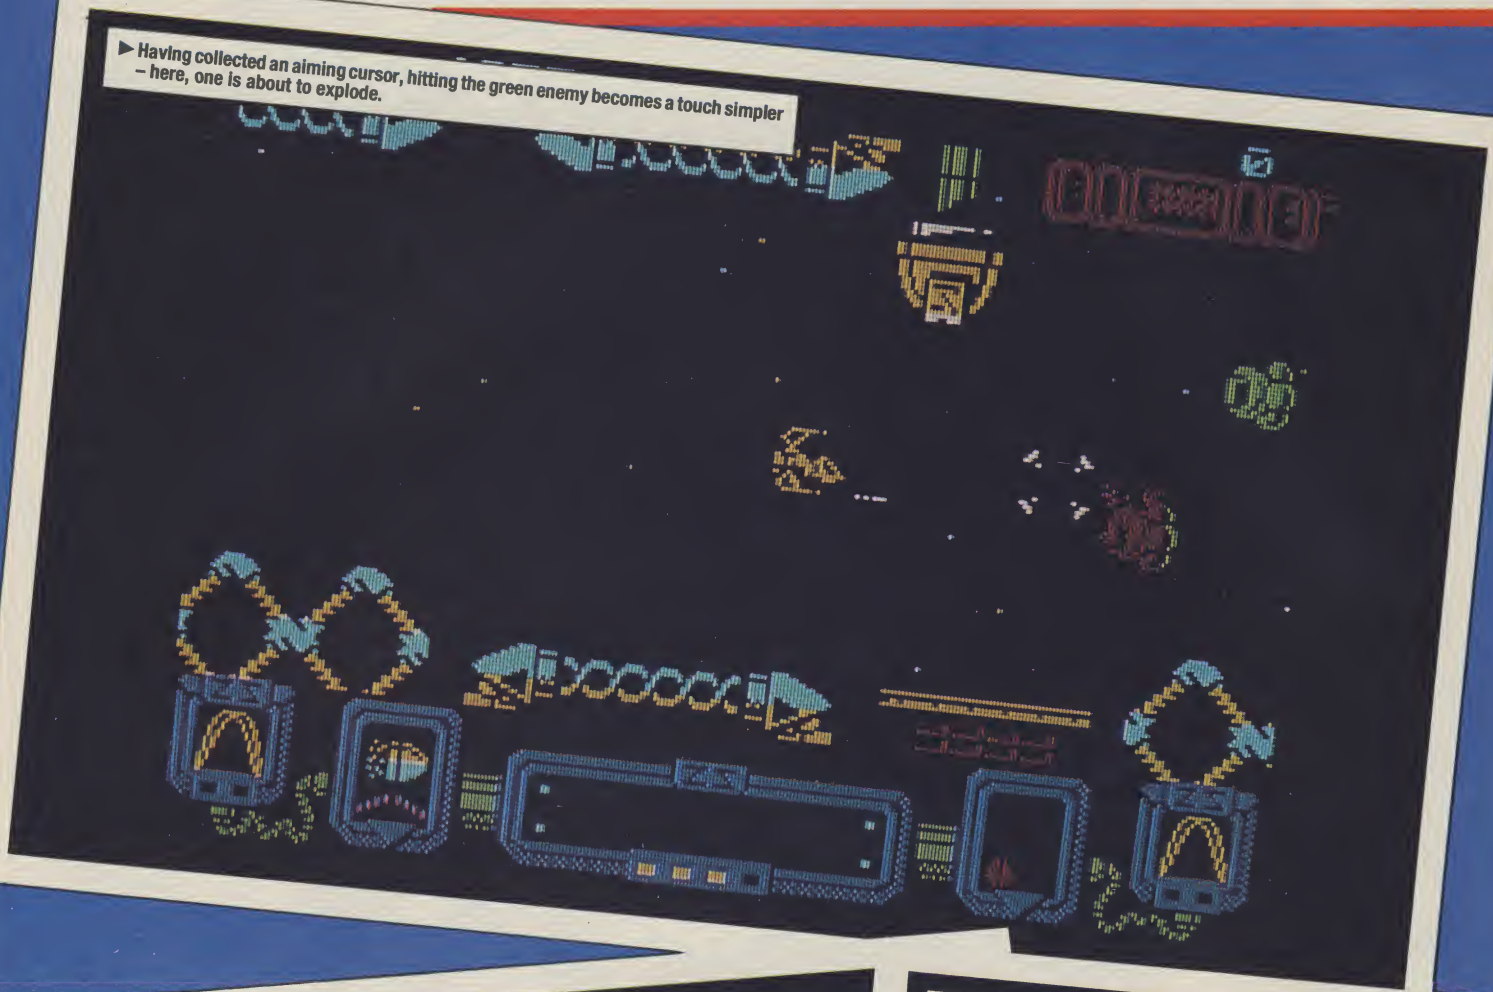 ▶ Having collected an aiming cursor, hitting the green enemy becomes a touch simpler
– here, one is about to explode.